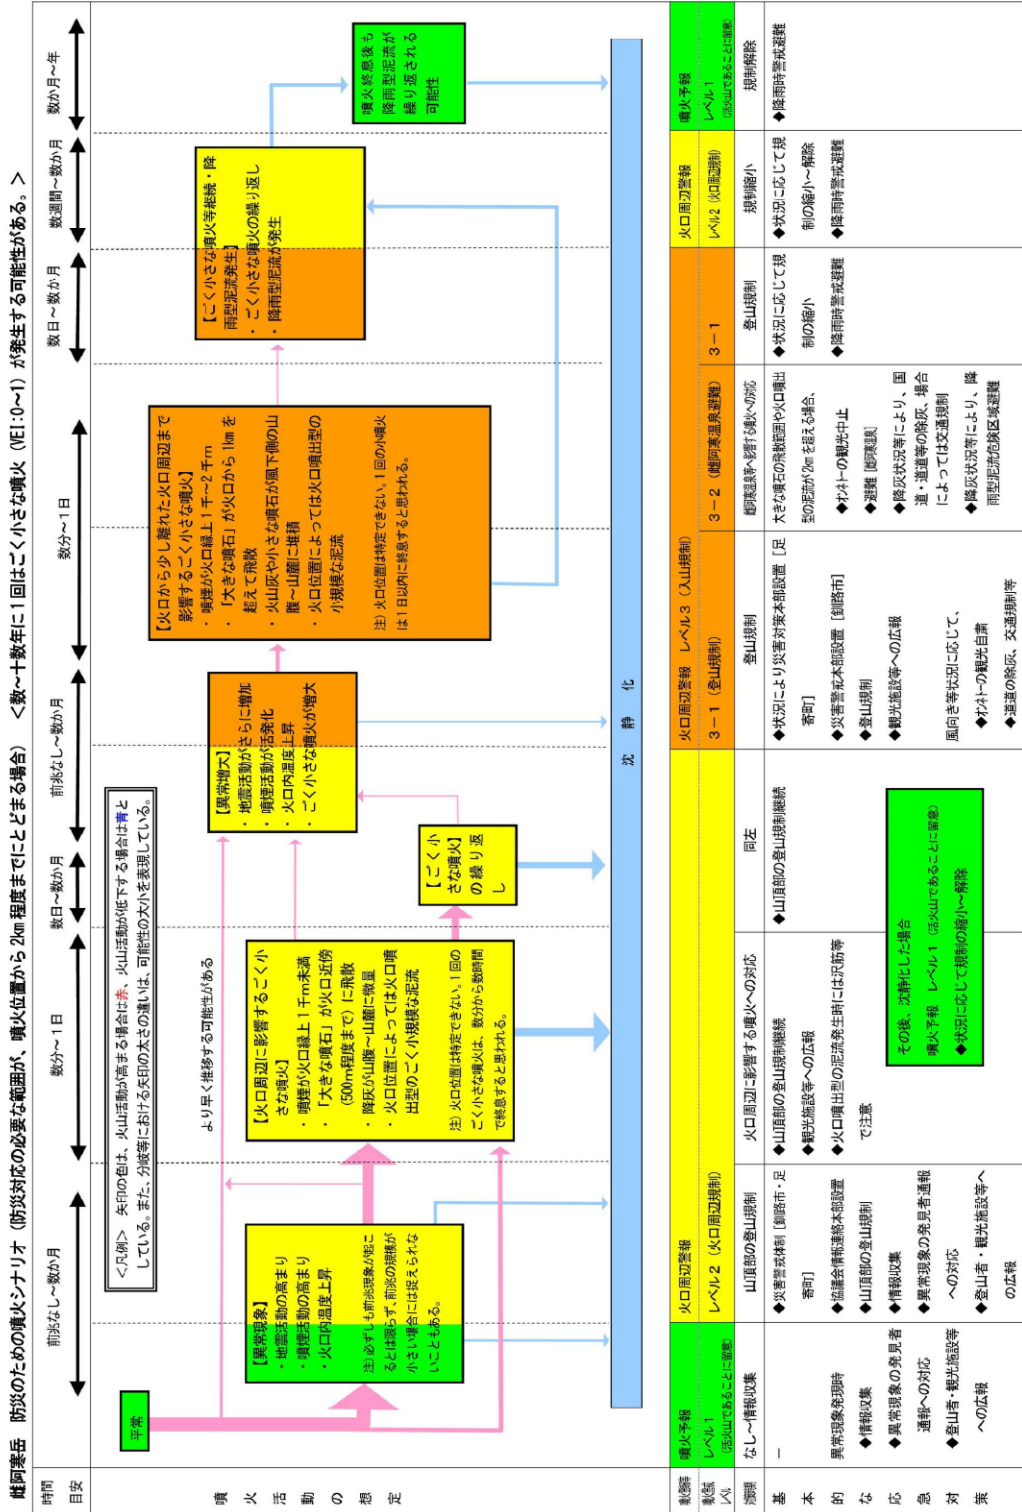 雌阿寒岳　防災のための噴火シナリオ（防災対応の必要な範囲が、噴火位置から2km 程度までにとどまる場合）＜数～十数年に１回はごく小さな噴火（VEI：0～1）が発生する可能性がある。＞
時間
目安
前兆なし～数か月
数分～１日
数日～数か月
前兆なし～数か月
数分～１日
数日～数か月
数週間～数か月
数か月～年
噴火活動の想定
＜凡例＞　矢印の色は、火山活動が高まる場合は赤、火山活動が低下する場合は青と
している。また、分岐等における矢印の太さの違いは、可能性の大小を表現している。
平常
より早く推移する可能性がある
【異常現象】
・ 地震活動の高まり
・ 噴煙活動の高まり
・ 火口内温度上昇
注）必ずしも前兆現象が起こ
るとは限らず、前兆の規模が
小さい場合には捉えられな
いこともある。
【火口周辺に影響するごく小
さな噴火】
・ 噴煙が火口縁上１千m未満
・ 「大きな噴石」が火口近傍
（500m程度まで）に飛散
・ 降灰が山腹～山麓に微量
・ 火口位置によっては火口噴
出型のごく小規模な泥流
注）火口位置は特定できない。１回の
ごく小さな噴火は、数分から数時間
で終息すると思われる。
【ごく小
さな噴火】
の繰り返
し
【異常増大】
・ 地震活動がさらに増加
・ 噴煙活動が活発化
・ 火口内温度上昇
・ ごく小さな噴火が増大
【火口から少し離れた火口周辺まで
影響するごく小さな噴火】
・ 噴煙が火口縁上１千～２千m
・ 「大きな噴石」が火口から１kmを
超えて飛散
・ 火山灰や小さな噴石が風下側の山
腹～山麓に堆積
・ 火口位置によっては火口噴出型の
小規模な泥流
注）火口位置は特定できない。１回の小噴火
は１日以内に終息すると思われる。
【ごく小さな噴火等継続・降
雨型泥流発生】
・ ごく小さな噴火の繰り返し
・ 降雨型泥流が発生
噴火終息後も
降雨型泥流が
繰り返される
可能性
沈　静　化
噴火予報
レベル１
（活火山であることに留意）
火口周辺警報
レベル２（火口周辺規制）
火口周辺警報　レベル３（入山規制）
３－１（登山規制）
３－２（雌阿寒温泉避難）
３－１
火口周辺警報
レベル２（火口周辺規制）
噴火予報
レベル１
（活火山であることに留意）
なし～情報収集
山頂部の登山規制
火口周辺に影響する噴火への対応
同左
登山規制
雌阿寒温泉等へ影響する噴火への対応
登山規制
規制縮小
規制解除
基本的な応急対策
－
異常現象発現時
◆情報収集
◆異常現象の発見者
通報への対応
◆登山者・観光施設等
への広報
◆災害警戒体制［釧路市・足
寄町］
◆協議会情報連絡本部設置
◆山頂部の登山規制
◆情報収集
◆異常現象の発見者通報
への対応
◆登山者・観光施設等へ
の広報
◆山頂部の登山規制継続
◆観光施設等への広報
◆火口噴出型の泥流発生時には沢筋等
で注意
◆山頂部の登山規制継続
その後、沈静化した場合
噴火予報　レベル１（活火山であることに留意）
◆状況に応じて規制の縮小～解除
◆状況により災害対策本部設置［足
寄町］
◆災害警戒本部設置［釧路市］
◆登山規制
◆観光施設等への広報
風向き等状況に応じて、
◆オンネトーの観光自粛
◆道道の除灰、交通規制等
大きな噴石の飛散範囲や火口噴出
型の泥流が2kmを超える場合、
◆オンネトーの観光中止
◆避難［雌阿寒温泉］
◆降灰状況等により、国
道・道道等の除灰、場合
によっては交通規制
◆降灰状況等により、降
雨型泥流危険区域避難
◆状況に応じて規
制の縮小
◆降雨時警戒避難
◆状況に応じて規
制の縮小～解除
◆降雨時警戒避難
◆降雨時警戒避難